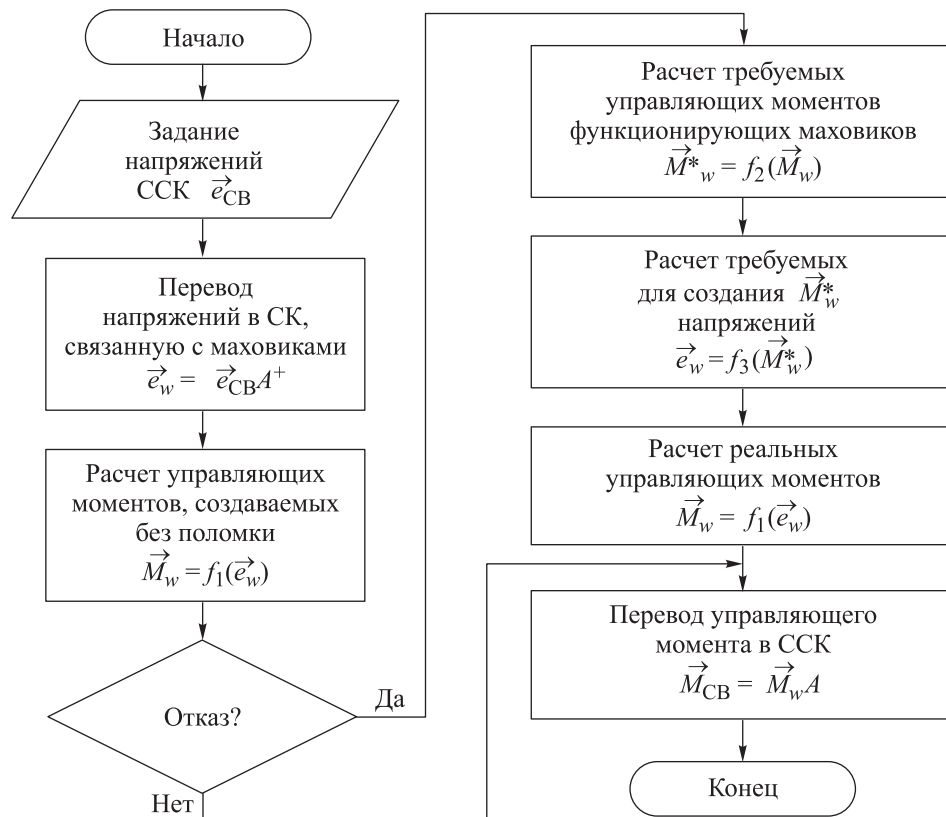 Начало
Задание
напряжений
ССК e⃗СВ
Перевод
напряжений в СК,
связанную с маховиками
e⃗w = e⃗СВA⁺
Расчет управляющих
моментов, создаваемых
без поломки
M⃗w = f1(e⃗w)
Отказ?
Да
Нет
Расчет требуемых
управляющих моментов
функционирующих маховиков
M⃗*w = f2(M⃗w)
Расчет требуемых
для создания M⃗*w
напряжений
e⃗w = f3(M⃗*w)
Расчет реальных
управляющих моментов
M⃗w = f1(e⃗w)
Перевод управляющего
момента в ССК
M⃗СВ = M⃗wA
Конец